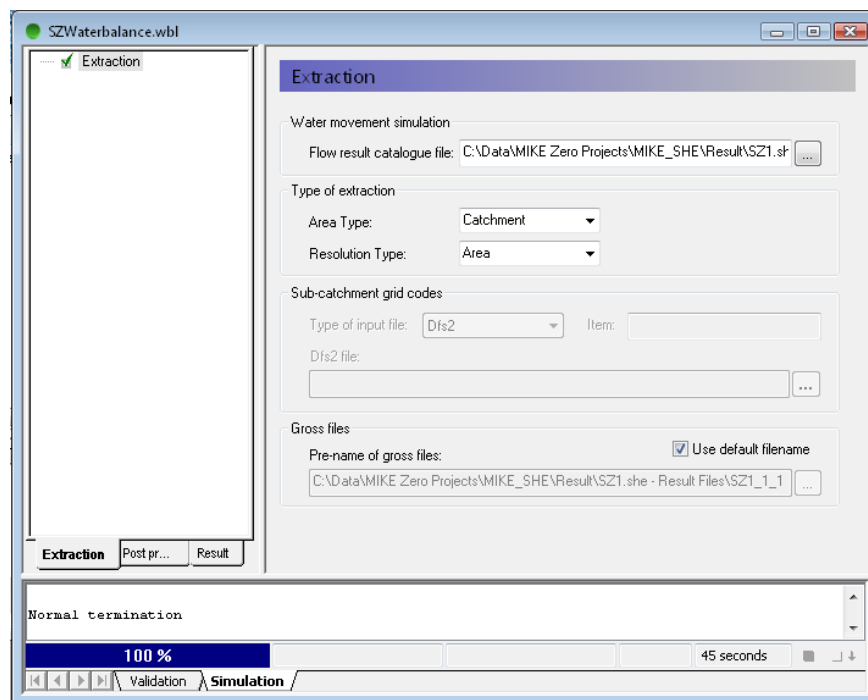 SZWaterbalance.wbl
Extraction
Extraction
Water movement simulation
Flow result catalogue file: C:\Data\MIKE Zero Projects\MIKE_SHE\Result\SZ1.sh ...
Type of extraction
Area Type: Catchment
Resolution Type: Area
Sub-catchment grid codes
Type of input file: Dfs2 Item:
Dfs2 file:
...
Gross files
Pre-name of gross files: Use default filename
C:\Data\MIKE Zero Projects\MIKE_SHE\Result\SZ1.she - Result Files\SZ1_1_1 ...
Extraction Post pr... Result
Normal termination
100 % 45 seconds
Validation Simulation